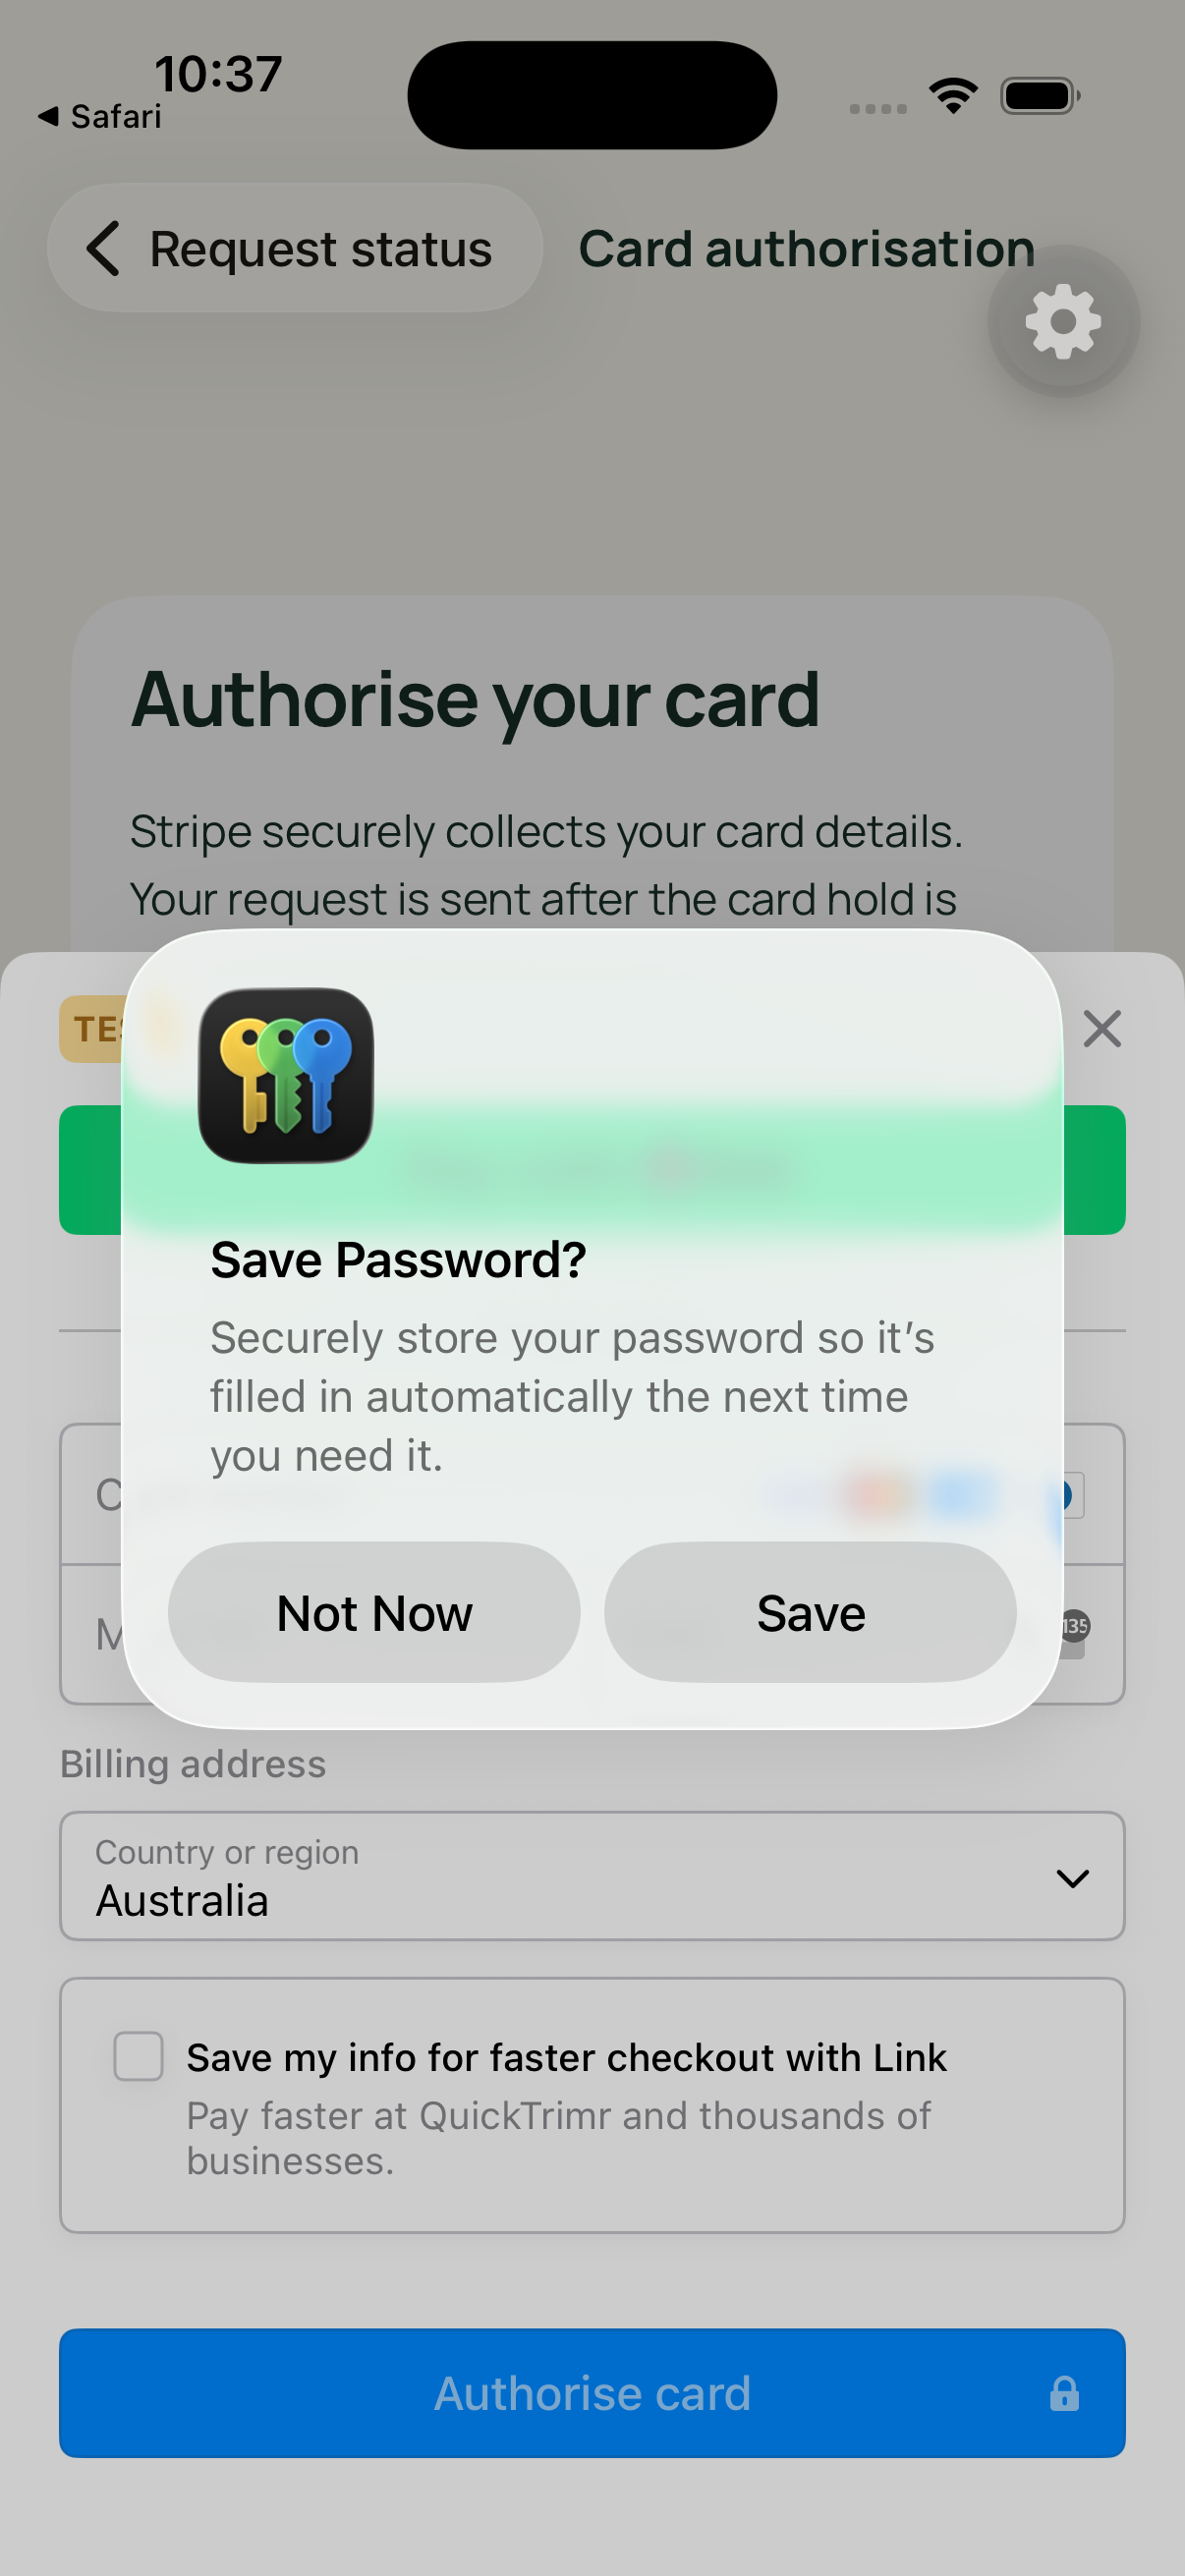 10:37
Safari
Request status
Card authorisation
Authorise your card
Stripe securely collects your card details.
Your request is sent after the card hold is
Save Password?
Securely store your password so it’s
filled in automatically the next time
you need it.
Not Now
Save
135
Billing address
Country or region
Australia
Save my info for faster checkout with Link
Pay faster at QuickTrimr and thousands of
businesses.
Authorise card